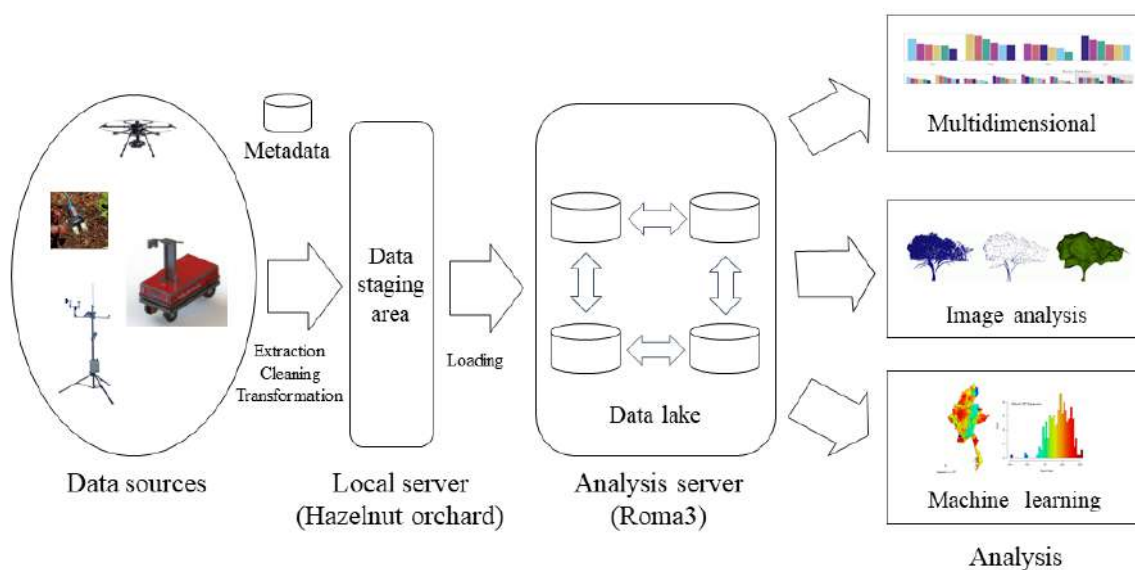 Metadata
Data
staging
area
Extraction
Cleaning
Transformation
Loading
Data lake
Multidimensional
Image analysis
Machine learning
Data sources
Local server
(Hazelnut orchard)
Analysis server
(Roma3)
Analysis